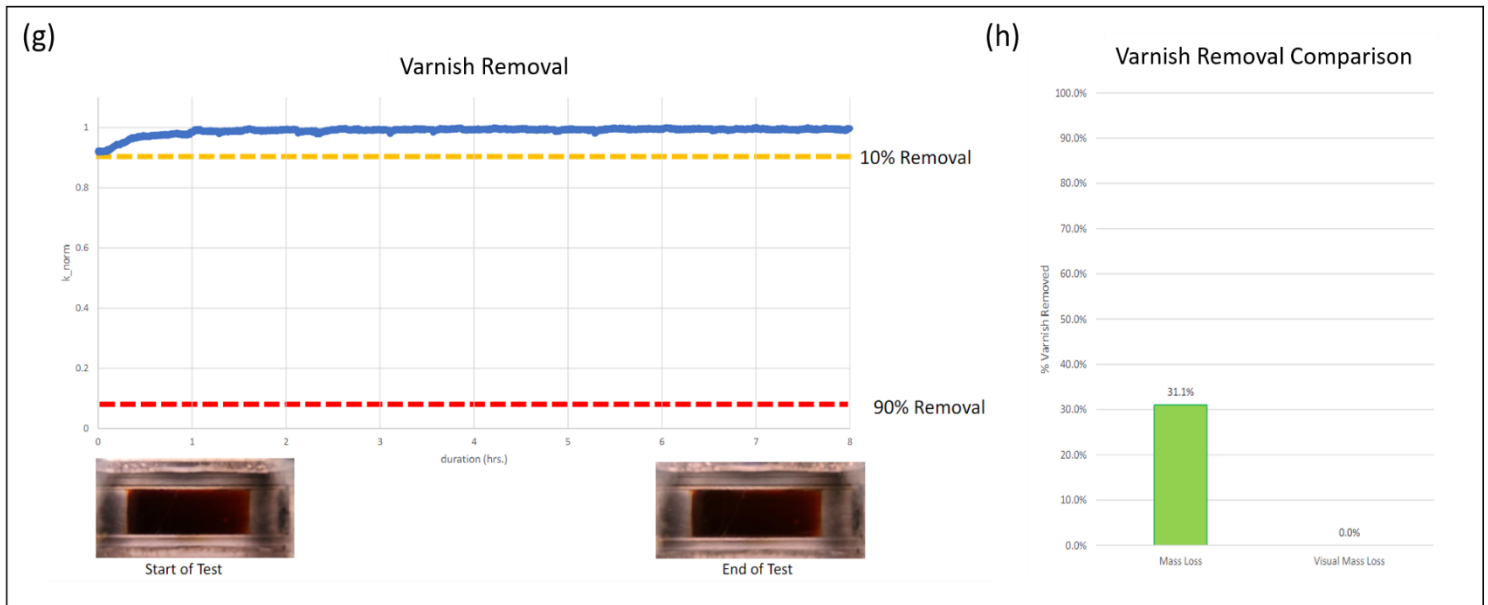 (g)
Varnish Removal
1
0.8
0.6
0.4
0.2
0
k_norm
10% Removal
90% Removal
0 1 2 3 4 5 6 7 8
duration (hrs.)
Start of Test
End of Test
(h)
Varnish Removal Comparison
100.0%
90.0%
80.0%
70.0%
60.0%
50.0%
40.0%
30.0%
20.0%
10.0%
0.0%
% Varnish Removed
31.1%
0.0%
Mass Loss
Visual Mass Loss